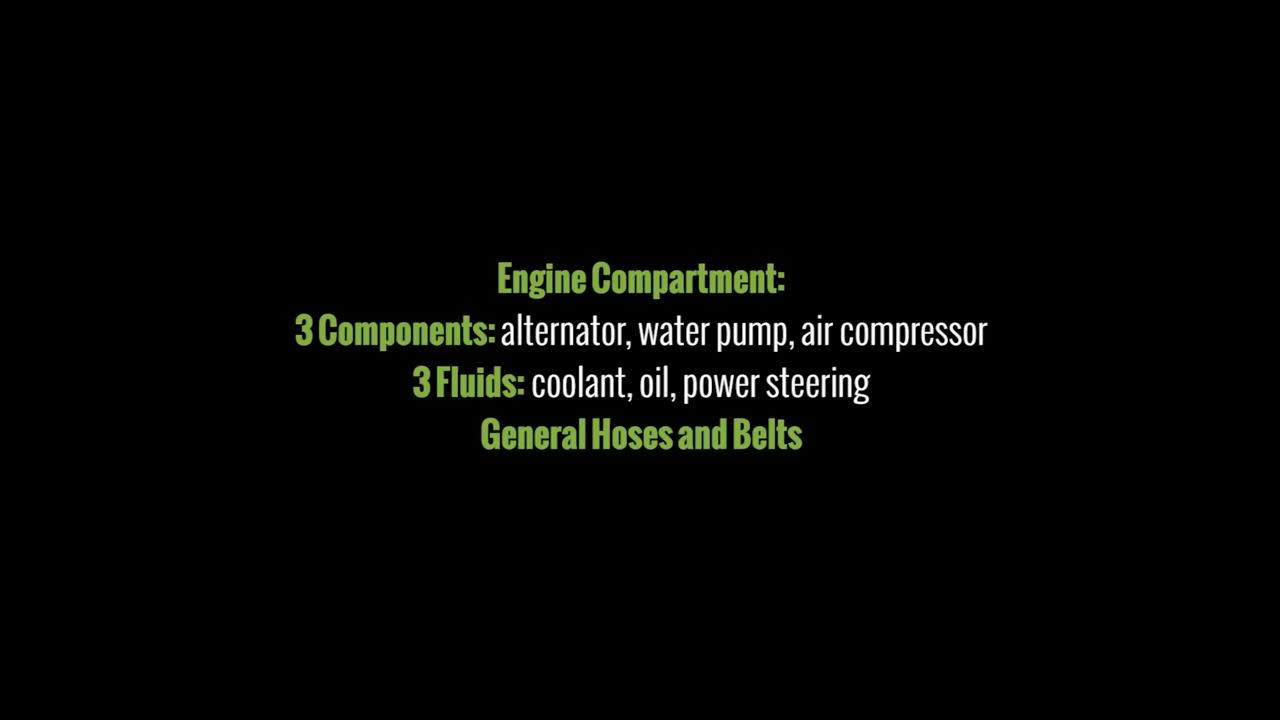 Engine Compartment:
3 Components: alternator, water pump, air compressor
3 Fluids: coolant, oil, power steering
General Hoses and Belts